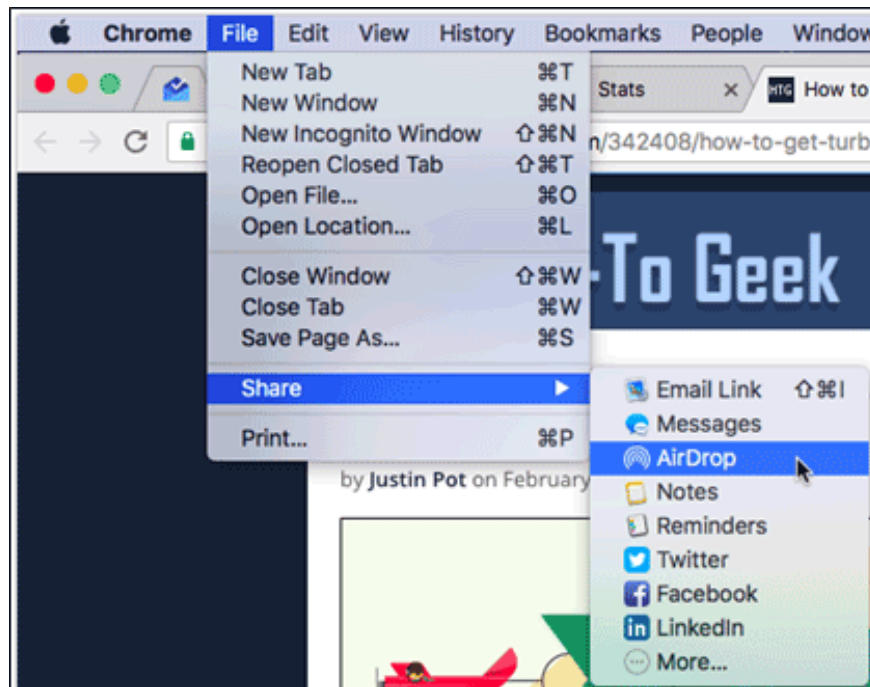 Chrome File Edit View History Bookmarks People Window
Stats × HTG How to
n/342408/how-to-get-turb
New Tab ⌘T
New Window ⌘N
New Incognito Window ⇧⌘N
Reopen Closed Tab ⇧⌘T
Open File... ⌘O
Open Location... ⌘L
Close Window ⇧⌘W
Close Tab ⌘W
Save Page As... ⌘S
Share ▶
Print... ⌘P
-To Geek
Email Link ⇧⌘I
Messages
AirDrop
Notes
Reminders
Twitter
Facebook
LinkedIn
More...
by Justin Pot on February